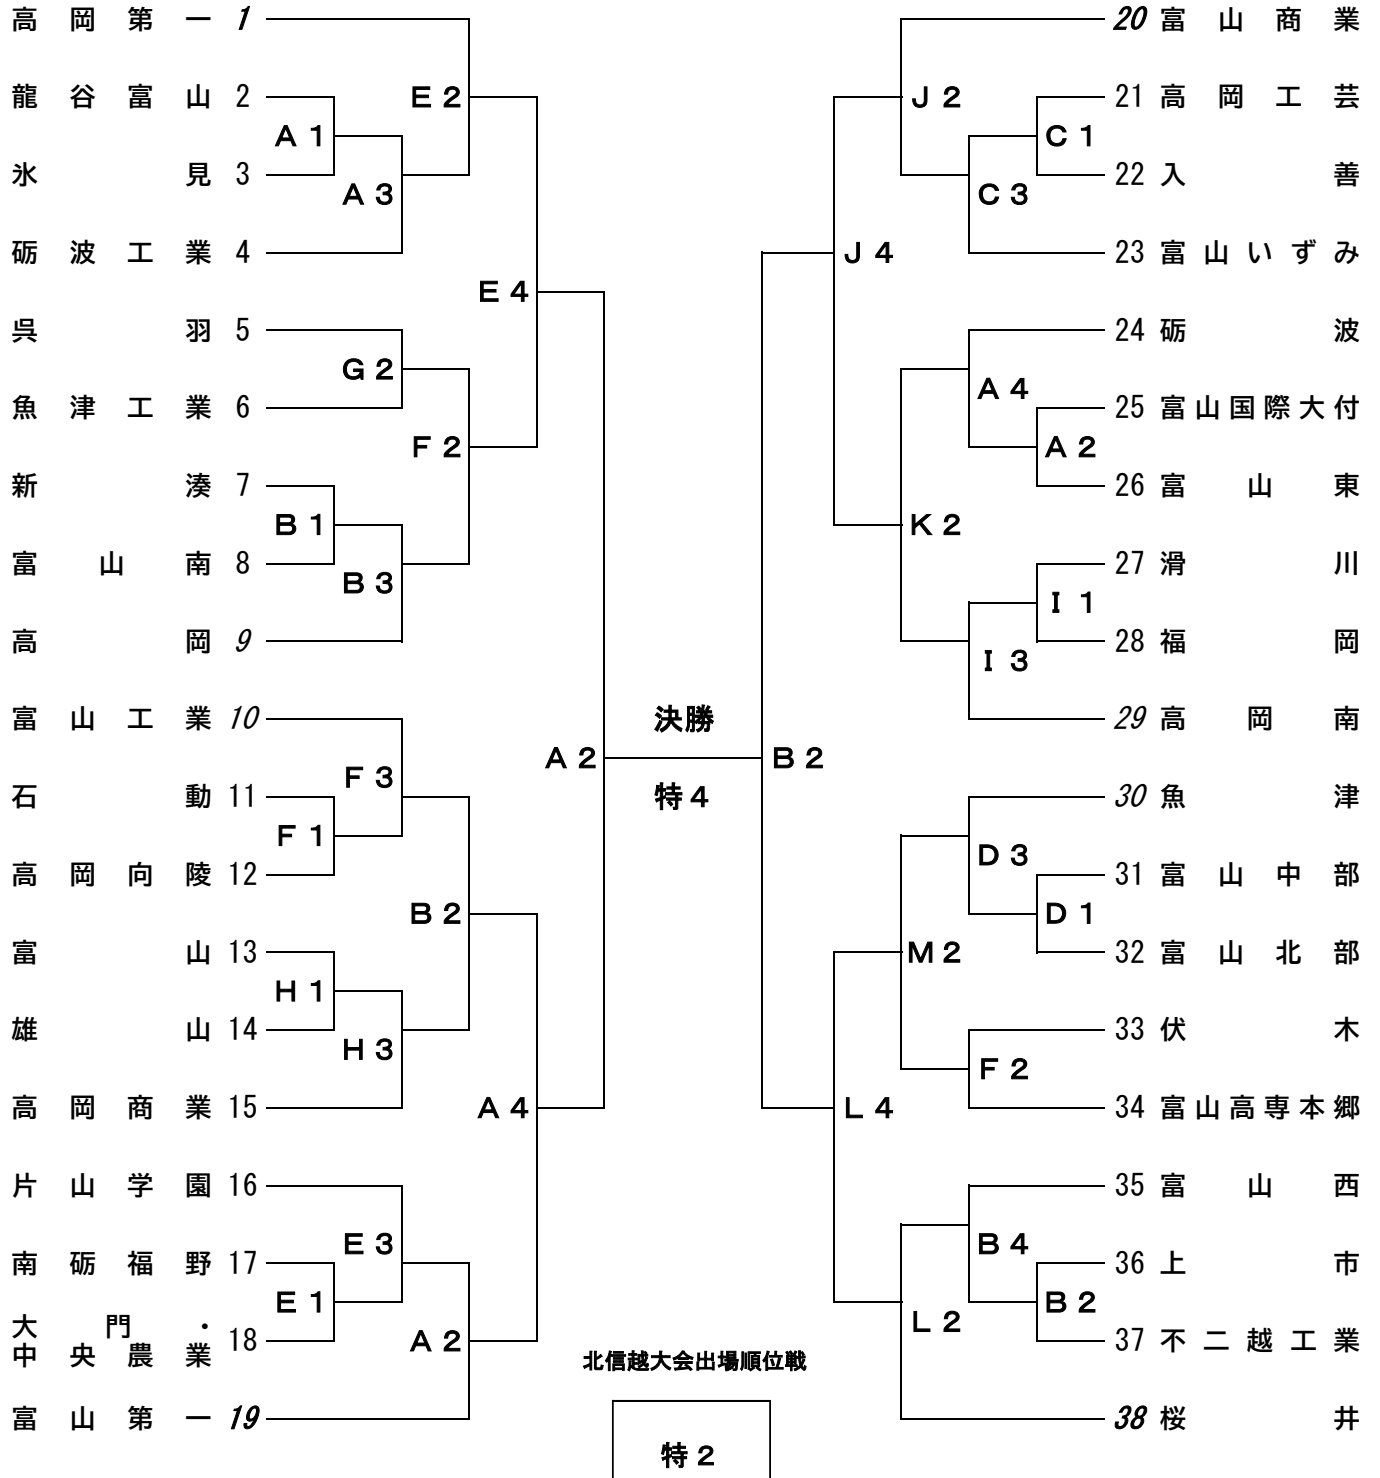 高岡第一 1
龍谷富山 2
氷見 3
砺波工業 4
呉羽 5
魚津工業 6
新湊 7
富山南 8
高岡 9
富山工業 10
石動 11
高岡向陵 12
富山 13
雄山 14
高岡商業 15
片山学園 16
南砺福野 17
大門・
中央農業 18
富山第一 19
A1
A3
E2
G2
B1
B3
F2
E4
F3
F1
H1
H3
B2
E3
E1
A2
A4
A2
決勝
特4
B2
J2
C1
C3
J4
A4
A2
K2
I1
I3
D3
D1
M2
F2
L4
B4
B2
L2
20 富山商業
21 高岡工芸
22 入善
23 富山いずみ
24 砺波
25 富山国際大付
26 富山東
27 滑川
28 福岡
29 高岡南
30 魚津
31 富山中部
32 富山北部
33 伏木
34 富山高専本郷
35 富山西
36 上市
37 不二越工業
38 桜井
北信越大会出場順位戦
特2